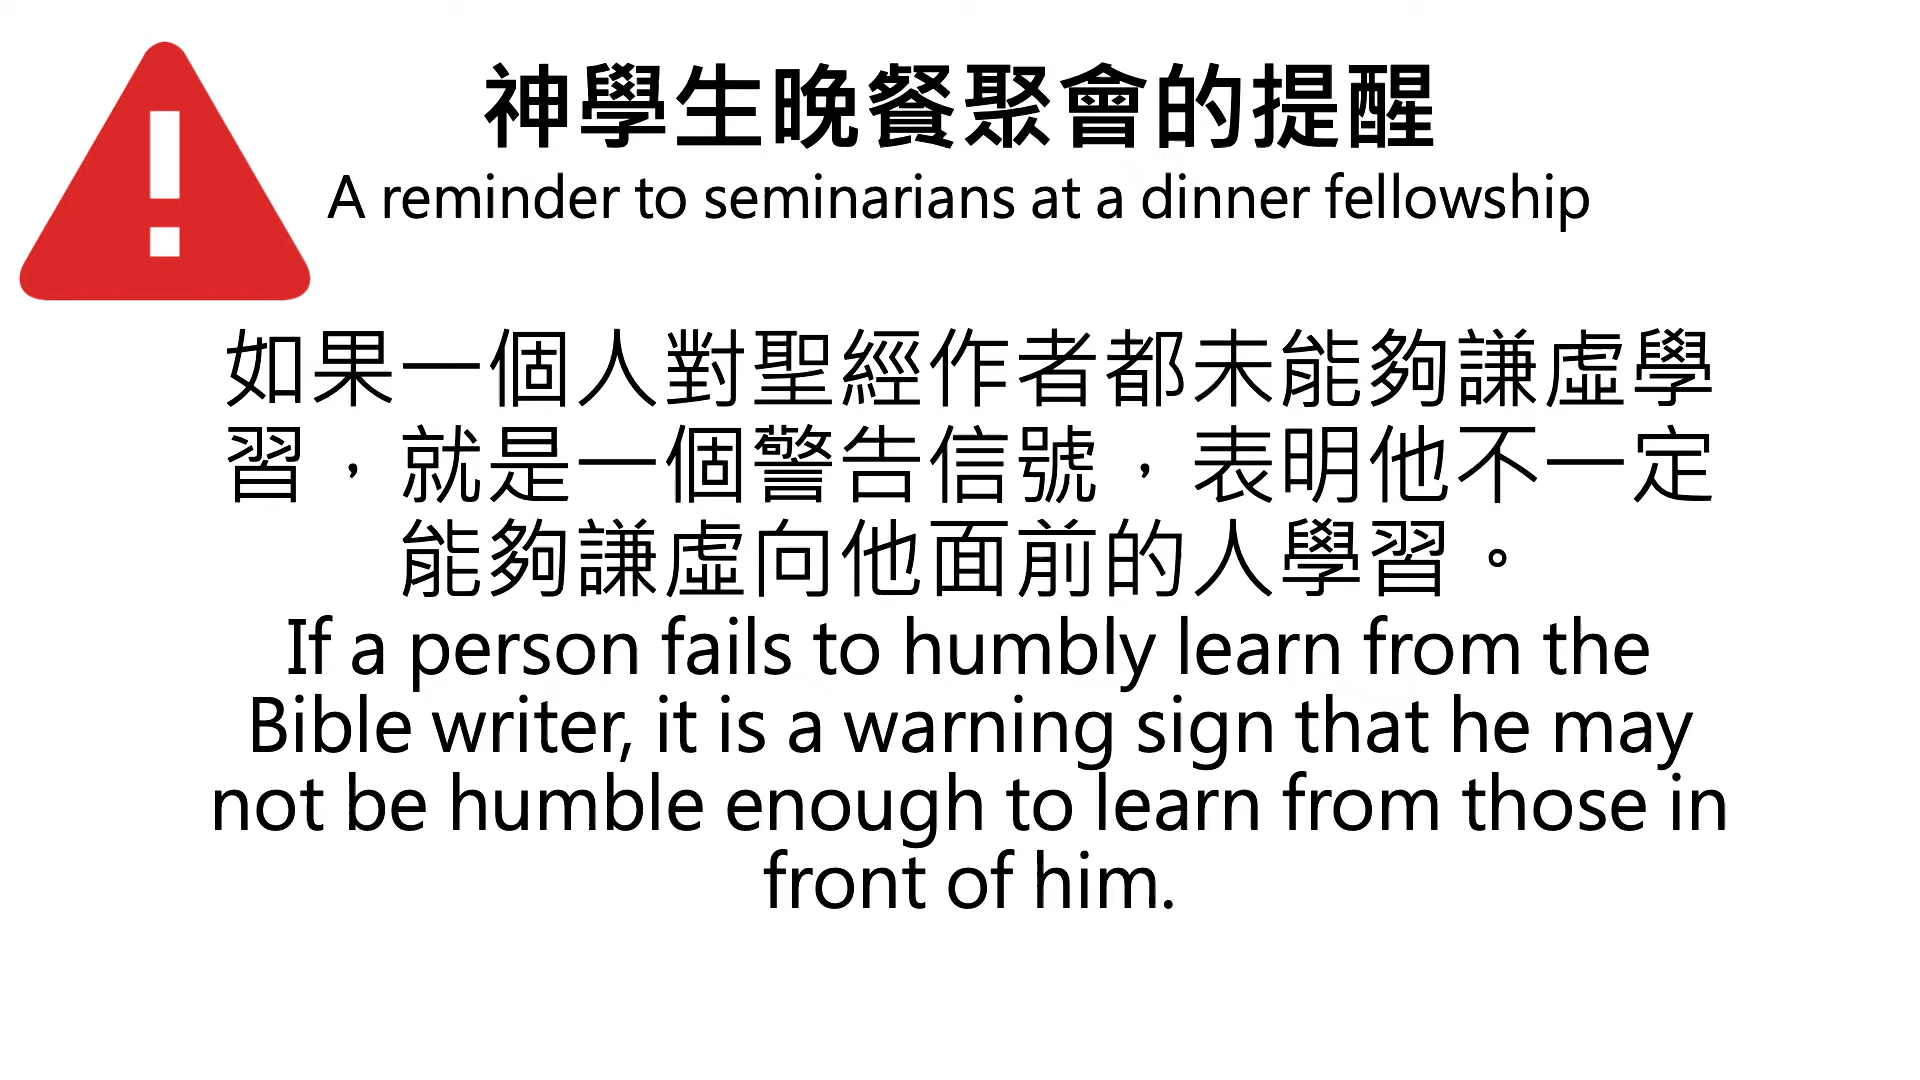 神學生晚餐聚會的提醒
A reminder to seminarians at a dinner fellowship
如果一個人對聖經作者都未能夠謙虛學
習，就是一個警告信號，表明他不一定
能夠謙虛向他面前的人學習。
If a person fails to humbly learn from the
Bible writer, it is a warning sign that he may
not be humble enough to learn from those in
front of him.